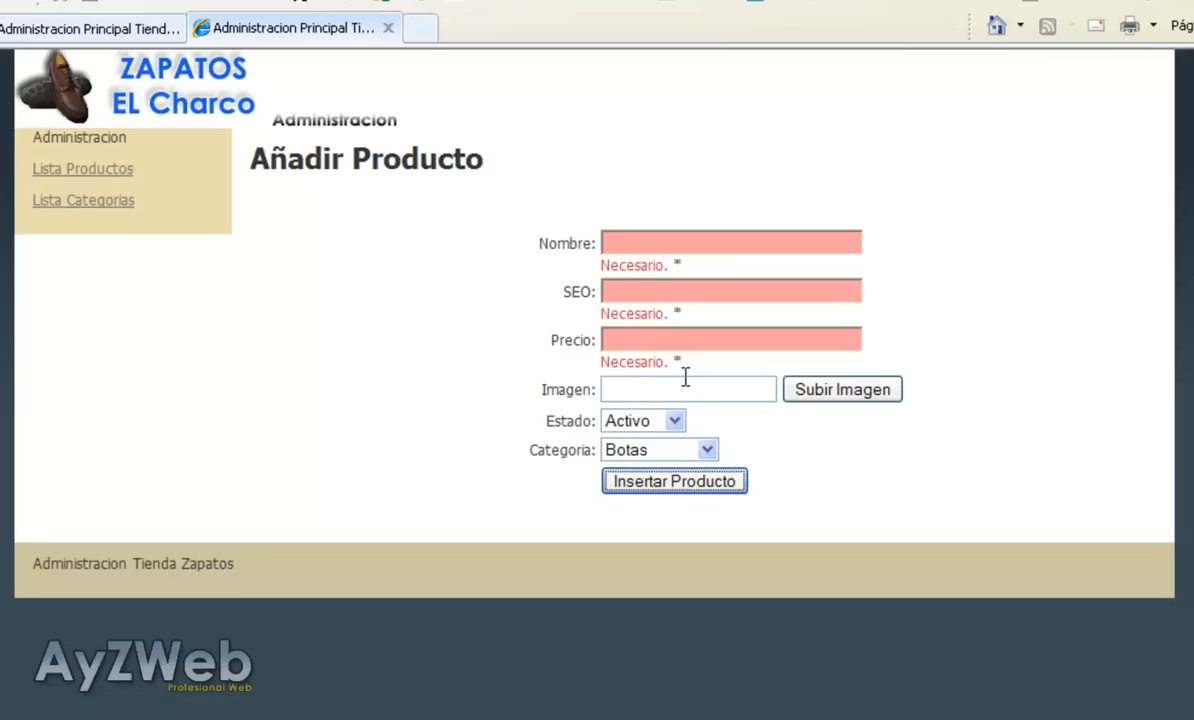 Administracion Principal Tiend...
Administracion Principal Ti...
Pág
ZAPATOS
EL Charco
Administracion
Administracion
Lista Productos
Lista Categorias
Añadir Producto
Nombre:
Necesario. *
SEO:
Necesario. *
Precio:
Necesario. *
Imagen:
Subir Imagen
Estado: Activo
Categoria: Botas
Insertar Producto
Administracion Tienda Zapatos
AyZWeb
Profesional Web